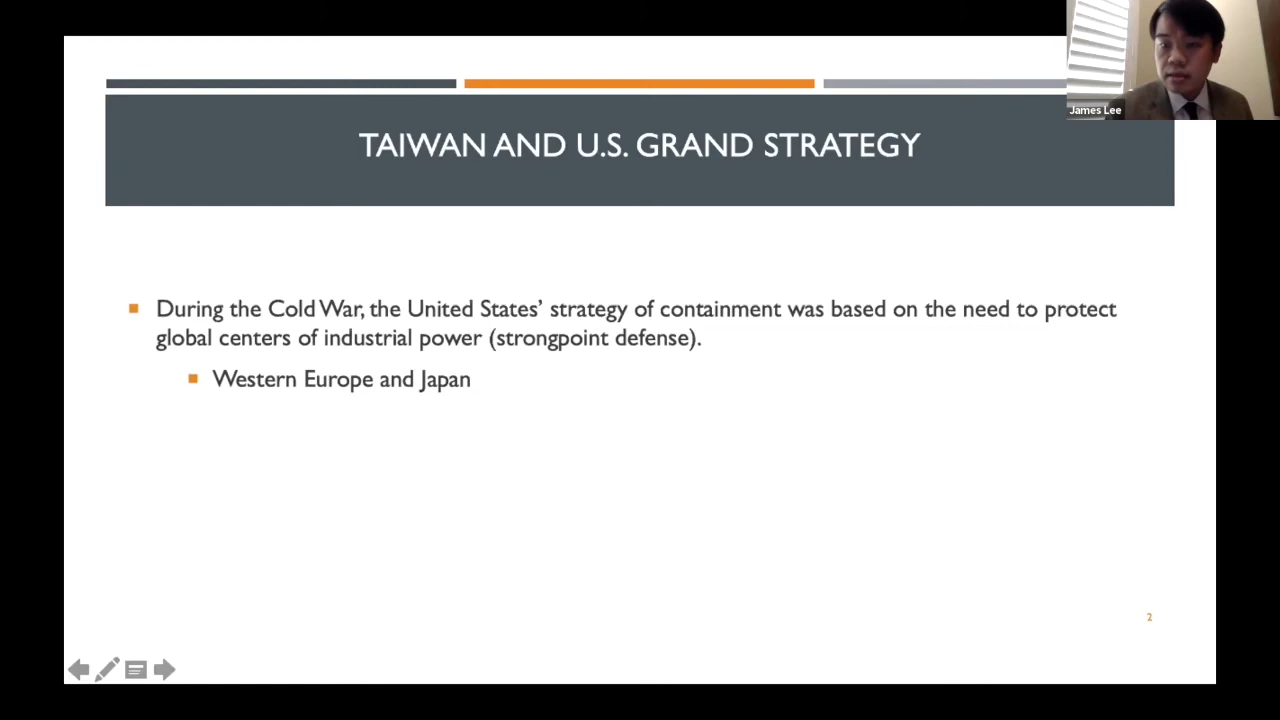 James Lee
TAIWAN AND U.S. GRAND STRATEGY
During the Cold War, the United States’ strategy of containment was based on the need to protect
global centers of industrial power (strongpoint defense).
Western Europe and Japan
2